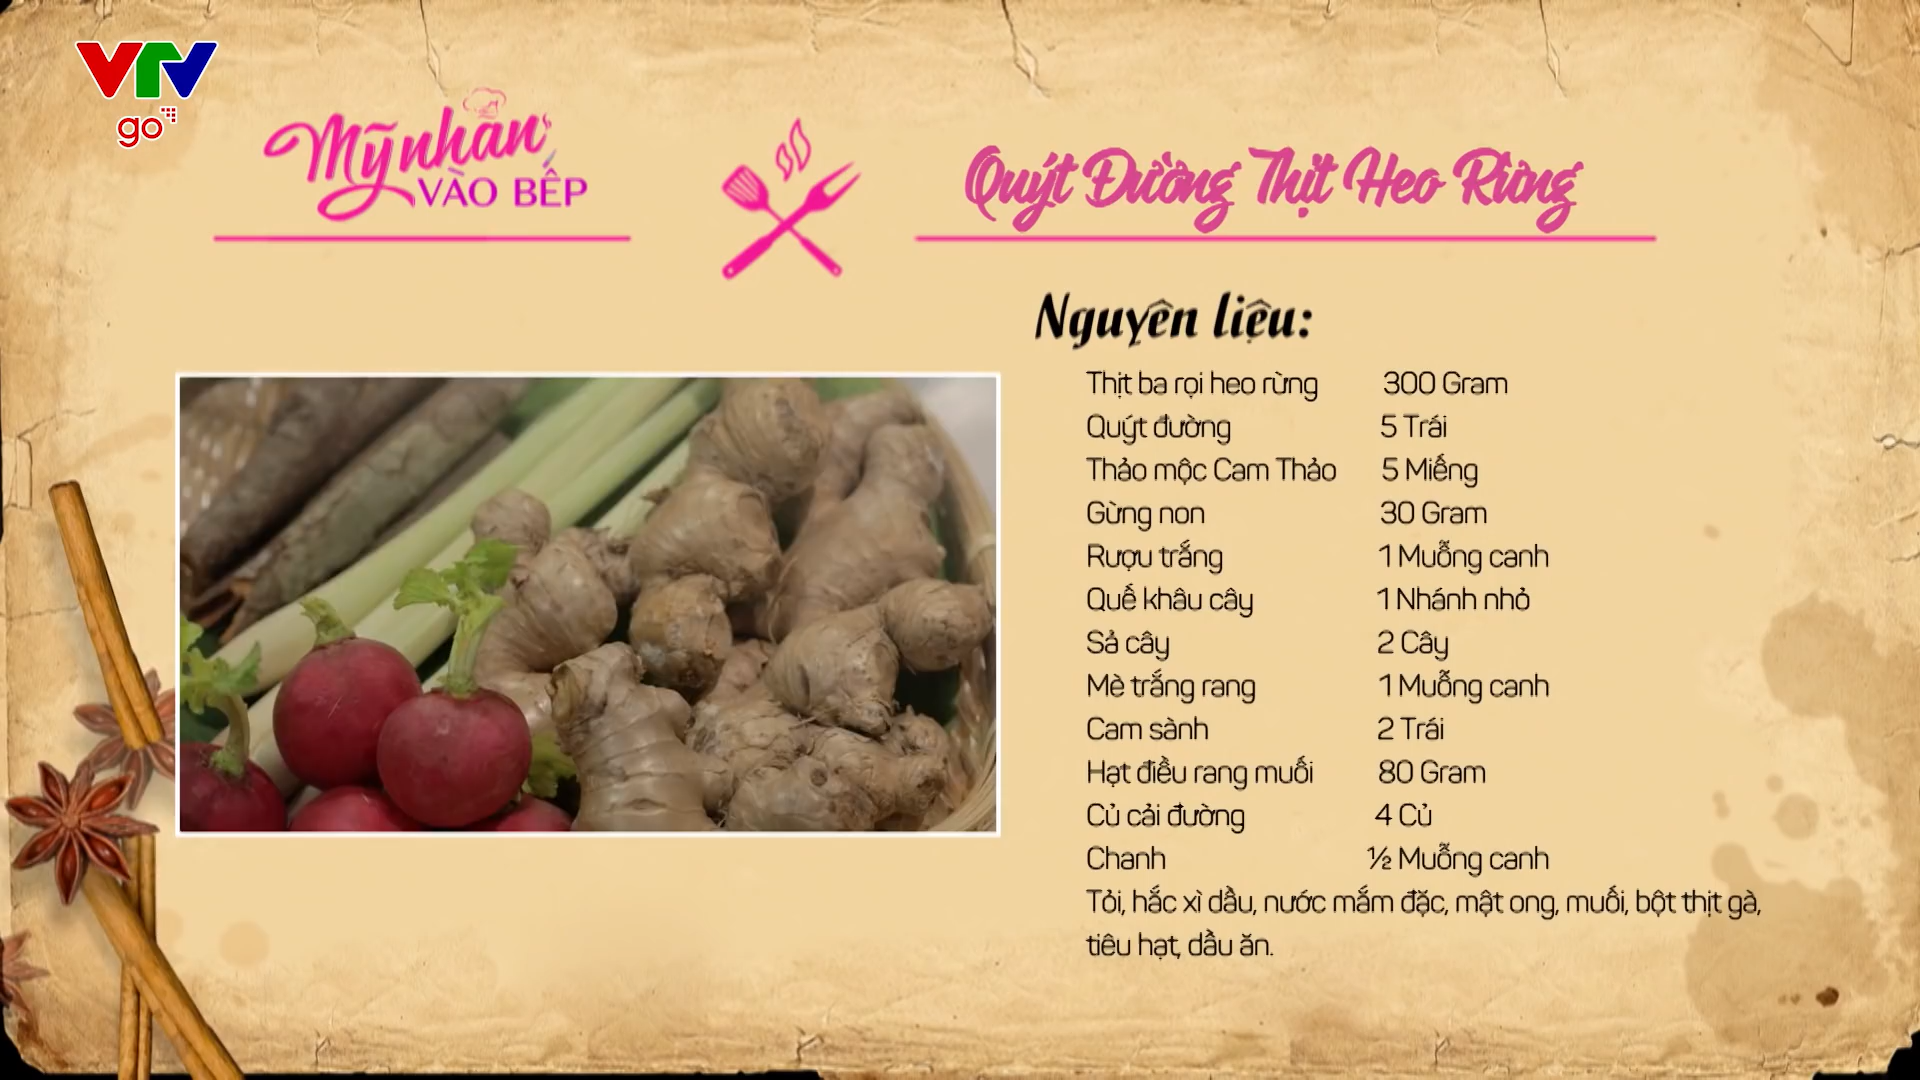 VTV
go
Mỹ nhân
VÀO BẾP
Quýt Đường Thịt Heo Rừng
Nguyên liệu:
Thịt ba rọi heo rừng 300 Gram
Quýt đường 5 Trái
Thảo mộc Cam Thảo 5 Miếng
Gừng non 30 Gram
Rượu trắng 1 Muỗng canh
Quế khâu cây 1 Nhánh nhỏ
Sả cây 2 Cây
Mè trắng rang 1 Muỗng canh
Cam sành 2 Trái
Hạt điều rang muối 80 Gram
Củ cải đường 4 Củ
Chanh ½ Muỗng canh
Tỏi, hắc xì dầu, nước mắm đặc, mật ong, muối, bột thịt gà,
tiêu hạt, dầu ăn.